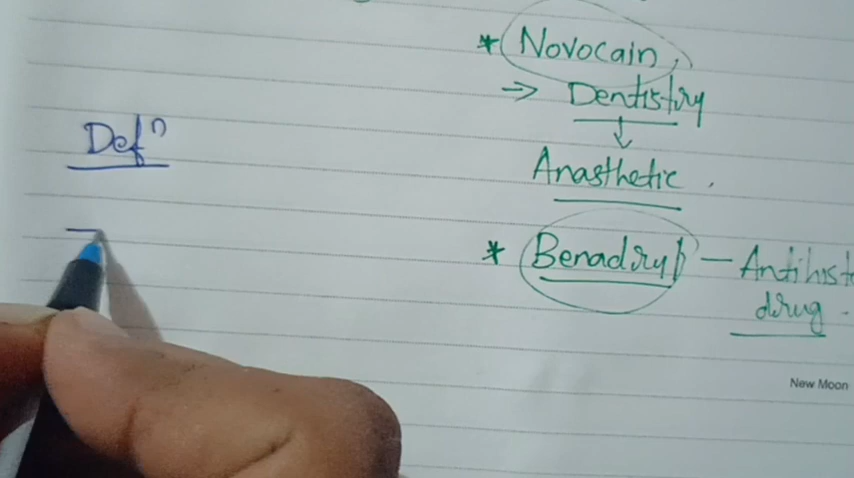 * Novocain,
→ Dentistry
↓
Anasthetic.
Defⁿ
* Benadryl — Antihist
drug.
New Moon